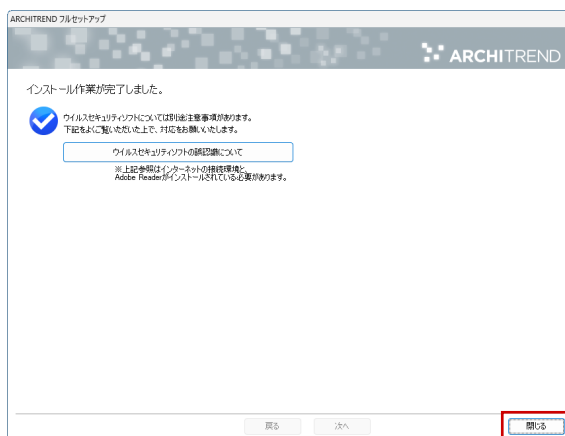 ARCHITREND フルセットアップ
ARCHITREND
インストール作業が完了しました。
ウイルスセキュリティソフトについては別途注意事項があります。
下記をよくご覧いただいた上で、対応をお願いいたします。
ウイルスセキュリティソフトの誤認識について
※上記参照はインターネットの接続環境と、
Adobe Readerがインストールされている必要があります。
戻る
次へ
閉じる